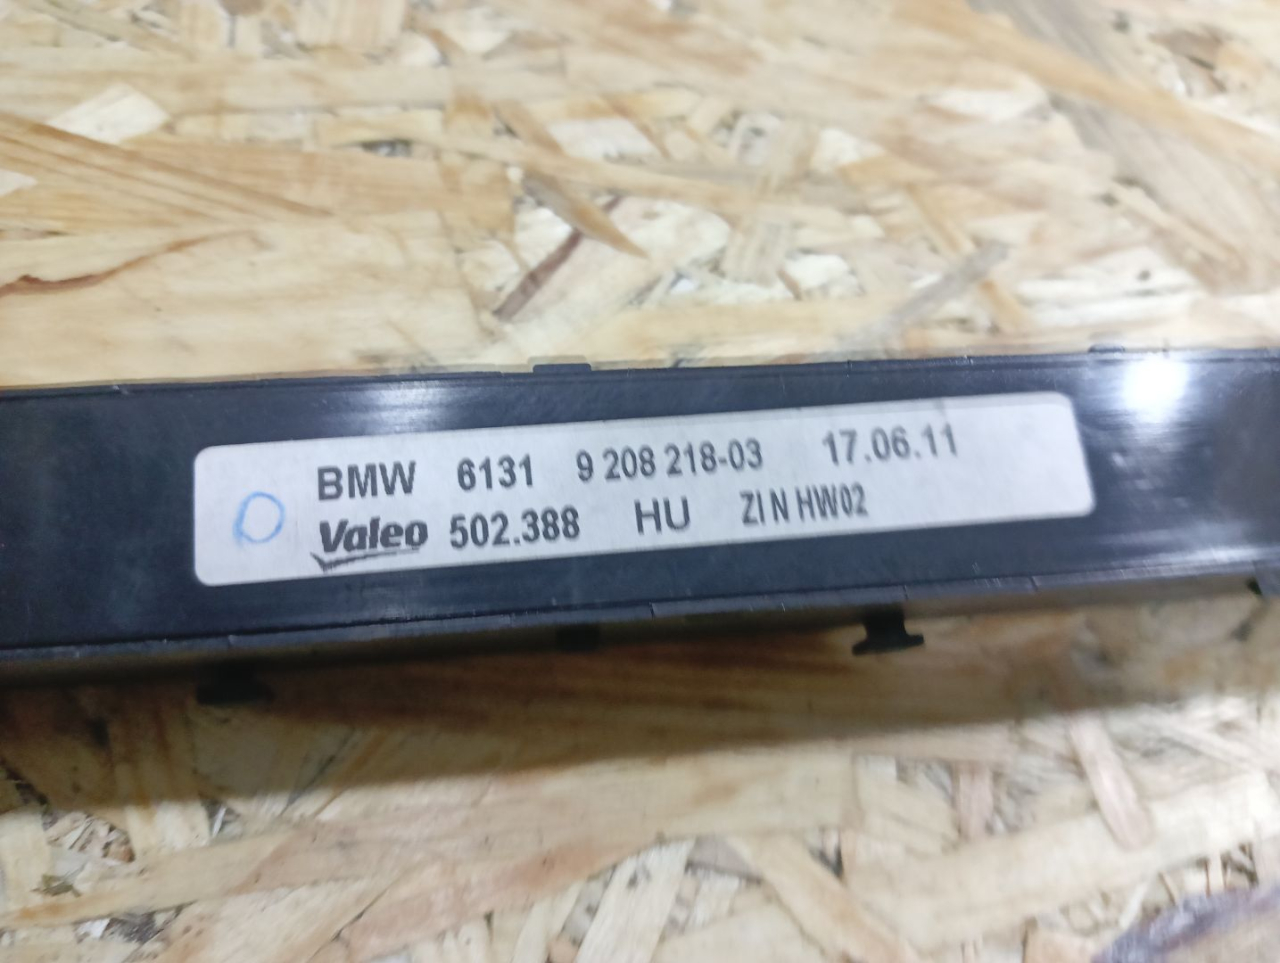 BMW 6131 9 208 218-03 17.06.11
Valeo 502.388 HU ZI N HW02